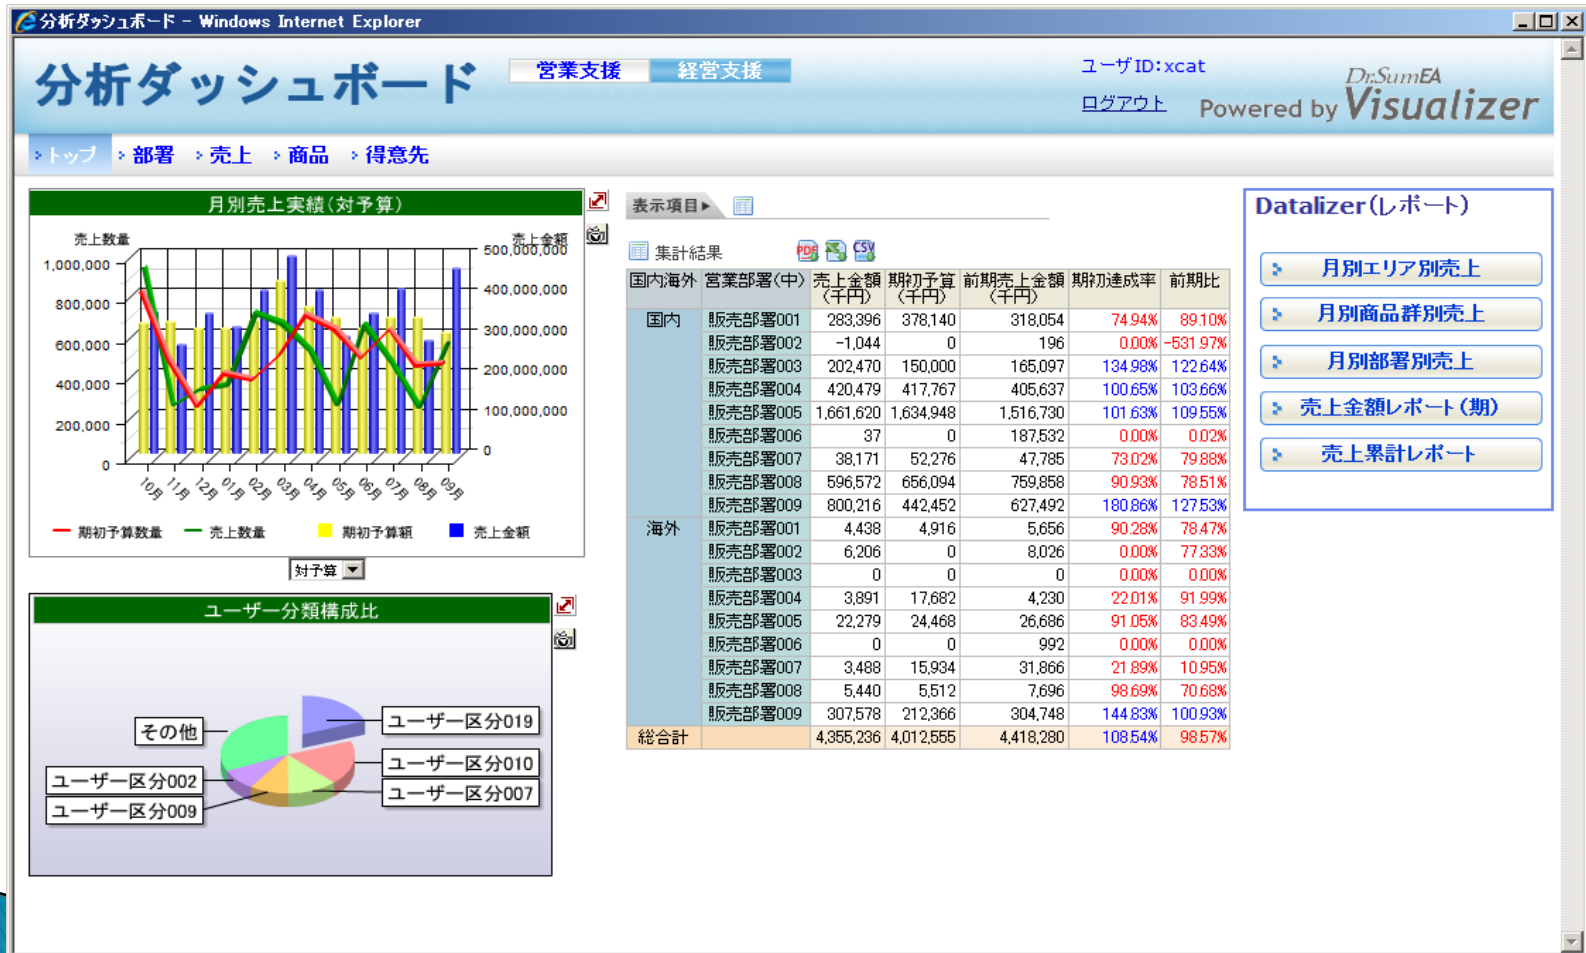 分析ダッシュボード - Windows Internet Explorer
分析ダッシュボード
営業支援 経営支援
ユーザID:xcat
ログアウト
Powered by Dr.Sum EA Visualizer
トップ 部署 売上 商品 得意先
月別売上実績(対予算)
売上数量 売上金額
1,000,000
800,000
600,000
400,000
200,000
0
500,000,000
400,000,000
300,000,000
200,000,000
100,000,000
0
10月 11月 12月 01月 02月 03月 04月 05月 06月 07月 08月 09月
期初予算数量 売上数量 期初予算額 売上金額
対予算
ユーザー分類構成比
その他
ユーザー区分002
ユーザー区分009
ユーザー区分019
ユーザー区分010
ユーザー区分007
表示項目
集計結果 PDF CSV
国内海外 営業部署(中) 売上金額(千円) 期初予算(千円) 前期売上金額(千円) 期初達成率 前期比
国内 販売部署001 283,396 378,140 318,054 74.94% 89.10%
販売部署002 -1,044 0 196 0.00% -531.97%
販売部署003 202,470 150,000 165,097 134.98% 122.64%
販売部署004 420,479 417,767 405,637 100.65% 103.66%
販売部署005 1,661,620 1,634,948 1,516,730 101.63% 109.55%
販売部署006 37 0 187,532 0.00% 0.02%
販売部署007 38,171 52,276 47,785 73.02% 79.88%
販売部署008 596,572 656,094 759,858 90.93% 78.51%
販売部署009 800,216 442,452 627,492 180.86% 127.53%
海外 販売部署001 4,438 4,916 5,656 90.28% 78.47%
販売部署002 6,206 0 8,026 0.00% 77.33%
販売部署003 0 0 0 0.00% 0.00%
販売部署004 3,891 17,682 4,230 22.01% 91.99%
販売部署005 22,279 24,468 26,686 91.05% 83.49%
販売部署006 0 0 992 0.00% 0.00%
販売部署007 3,488 15,934 31,866 21.89% 10.95%
販売部署008 5,440 5,512 7,696 98.69% 70.68%
販売部署009 307,578 212,366 304,748 144.83% 100.93%
総合計 4,355,236 4,012,555 4,418,280 108.54% 98.57%
Datalizer(レポート)
月別エリア別売上
月別商品群別売上
月別部署別売上
売上金額レポート(期)
売上累計レポート